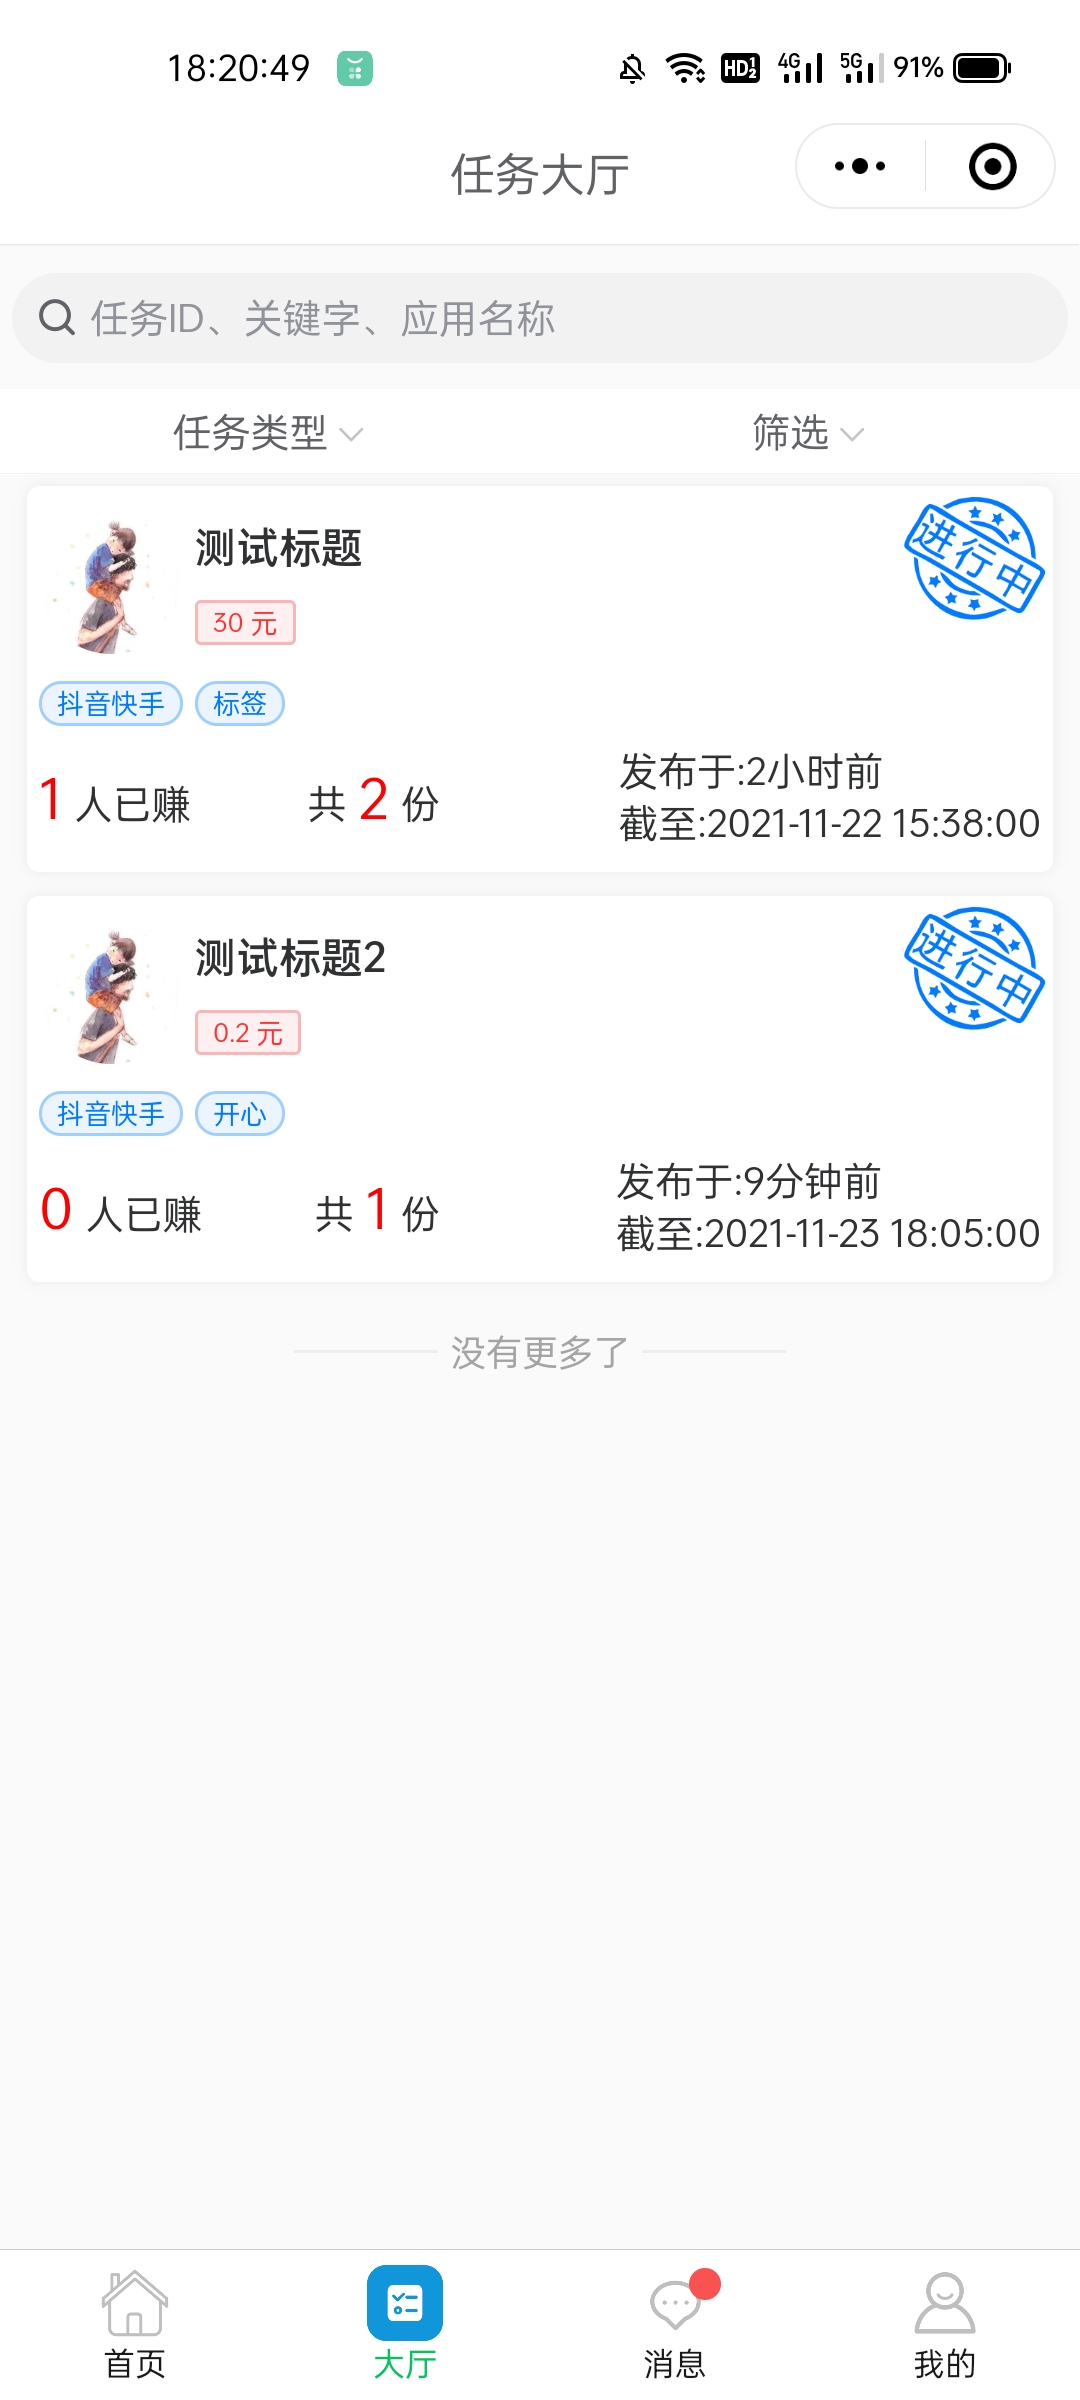 18:20:49
HD 1 2 4G 5G 91%
任务大厅
任务ID、关键字、应用名称
任务类型 筛选
测试标题
进行中
30 元
抖音快手 标签
1 人已赚 共 2 份
发布于:2小时前
截至:2021-11-22 15:38:00
测试标题2
进行中
0.2 元
抖音快手 开心
0 人已赚 共 1 份
发布于:9分钟前
截至:2021-11-23 18:05:00
没有更多了
首页 大厅 消息 我的